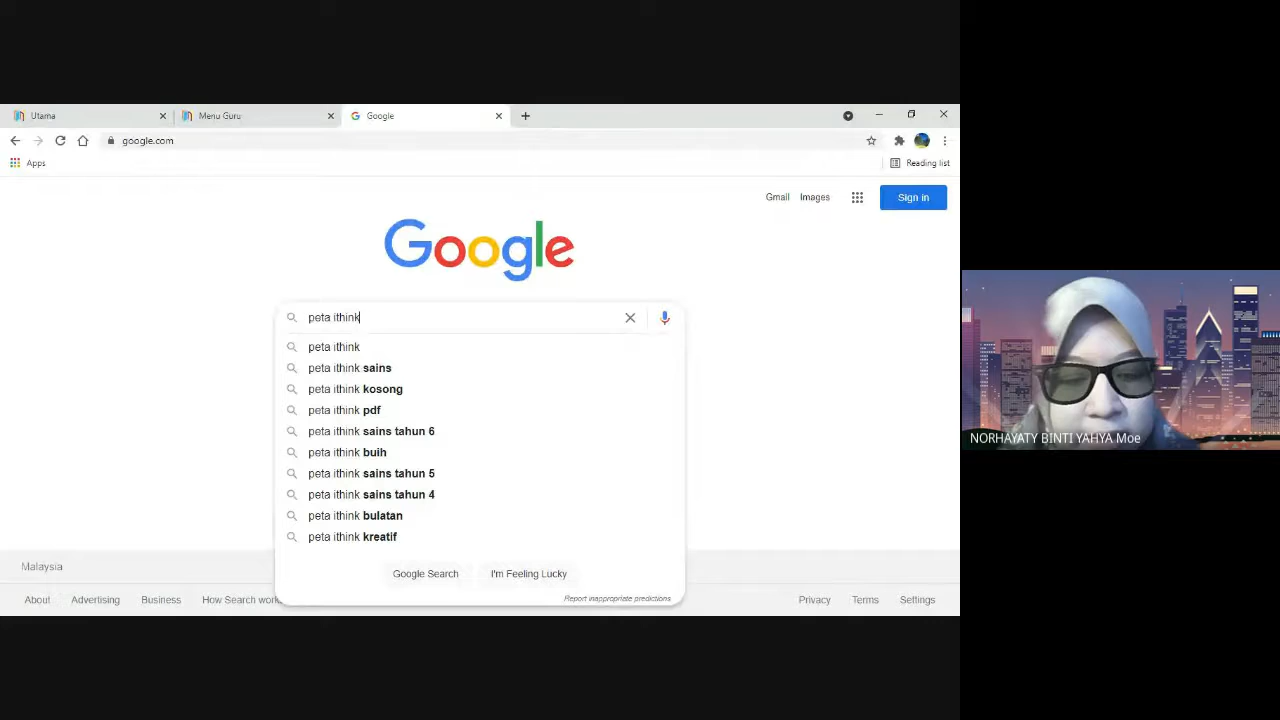 Utama
Menu Guru
Google
google.com
Apps
Reading list
Gmail
Images
Sign in
Google
peta ithink
peta ithink
peta ithink sains
peta ithink kosong
peta ithink pdf
peta ithink sains tahun 6
peta ithink buih
peta ithink sains tahun 5
peta ithink sains tahun 4
peta ithink bulatan
peta ithink kreatif
Google Search
I'm Feeling Lucky
Report inappropriate predictions
Malaysia
About
Advertising
Business
How Search work
Privacy
Terms
Settings
NORHAYATY BINTI YAHYA Moe